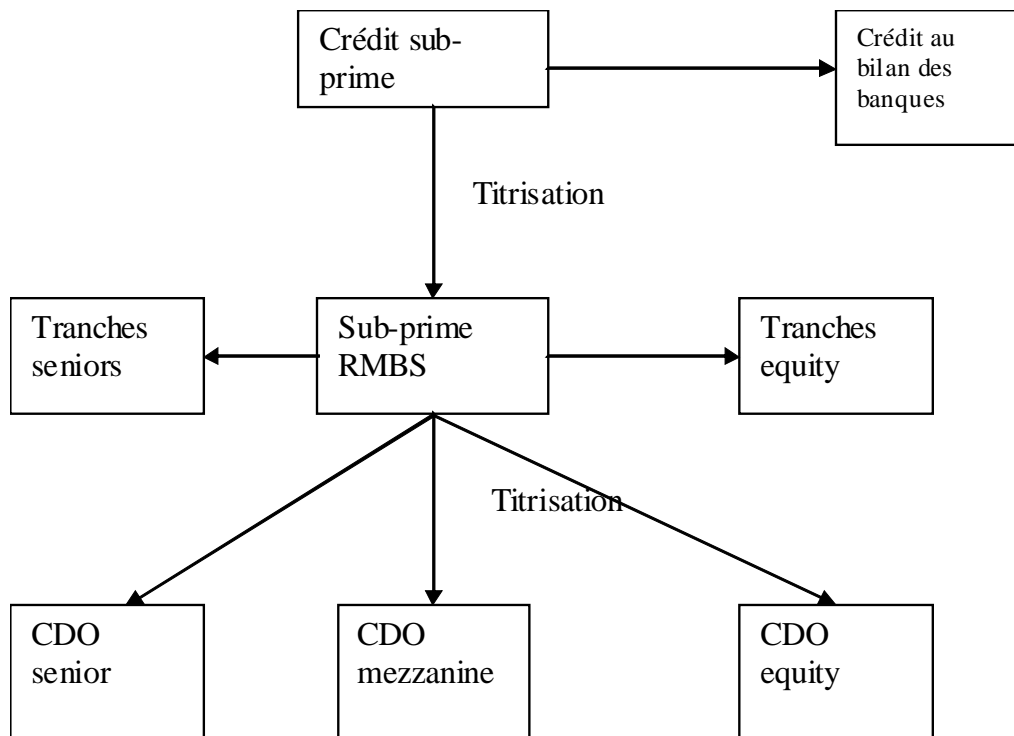 Crédit sub-
prime
Crédit au
bilan des
banques
Titrisation
Tranches
seniors
Sub-prime
RMBS
Tranches
equity
Titrisation
CDO
senior
CDO
mezzanine
CDO
equity